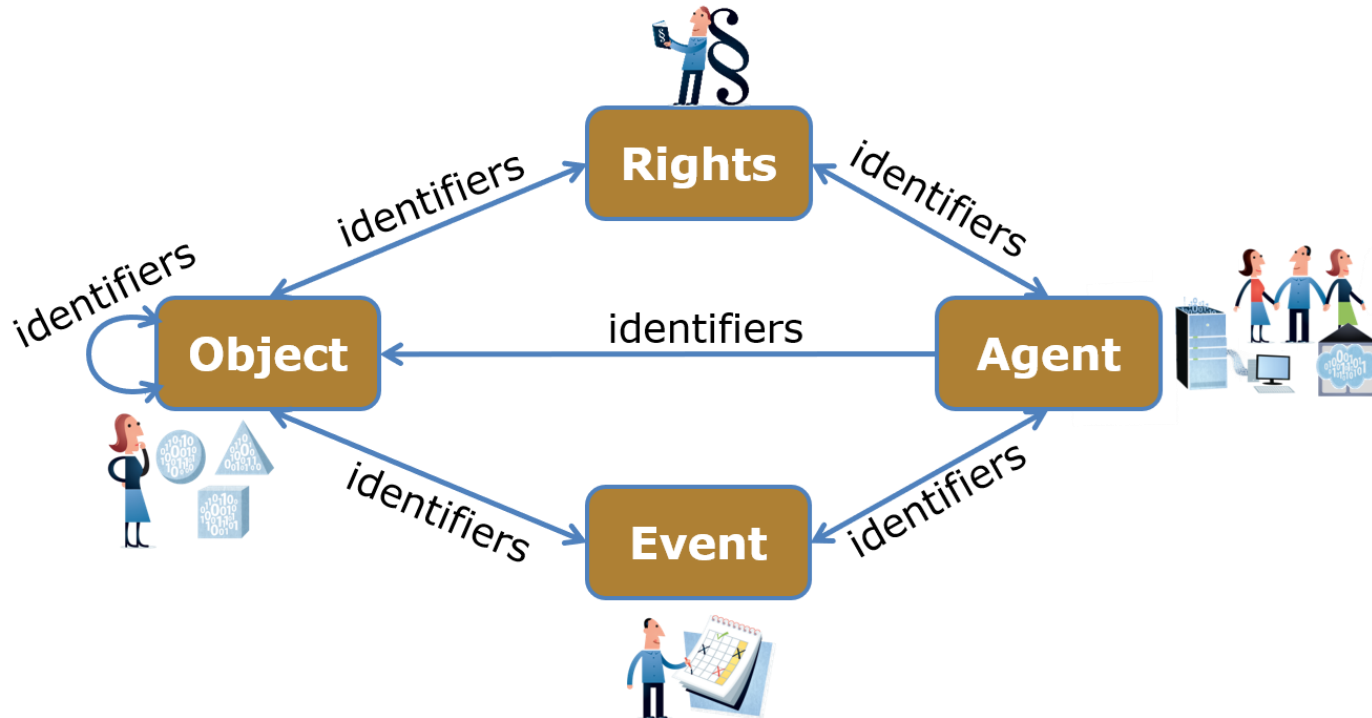 Rights
identifiers
identifiers
identifiers
identifiers
Object
Agent
identifiers
identifiers
Event